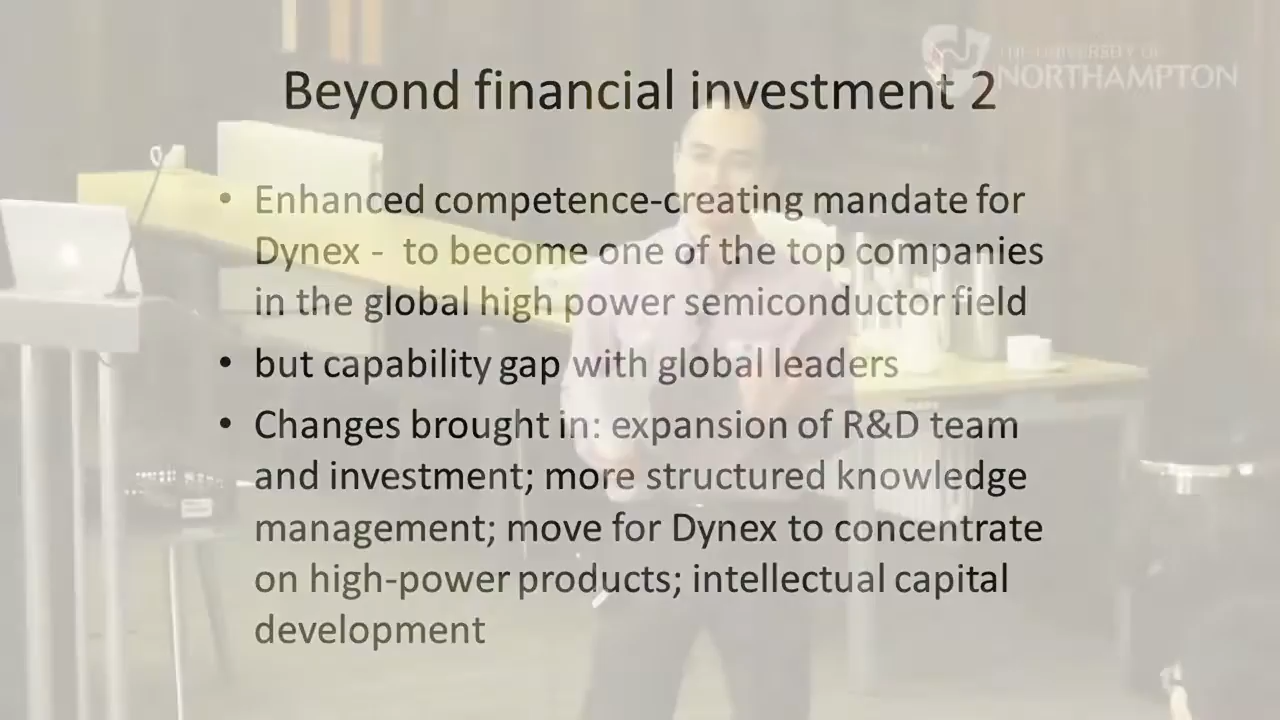 THE UNIVERSITY OF
NORTHAMPTON
Beyond financial investment 2
• Enhanced competence-creating mandate for
Dynex - to become one of the top companies
in the global high power semiconductor field
• but capability gap with global leaders
• Changes brought in: expansion of R&D team
and investment; more structured knowledge
management; move for Dynex to concentrate
on high-power products; intellectual capital
development